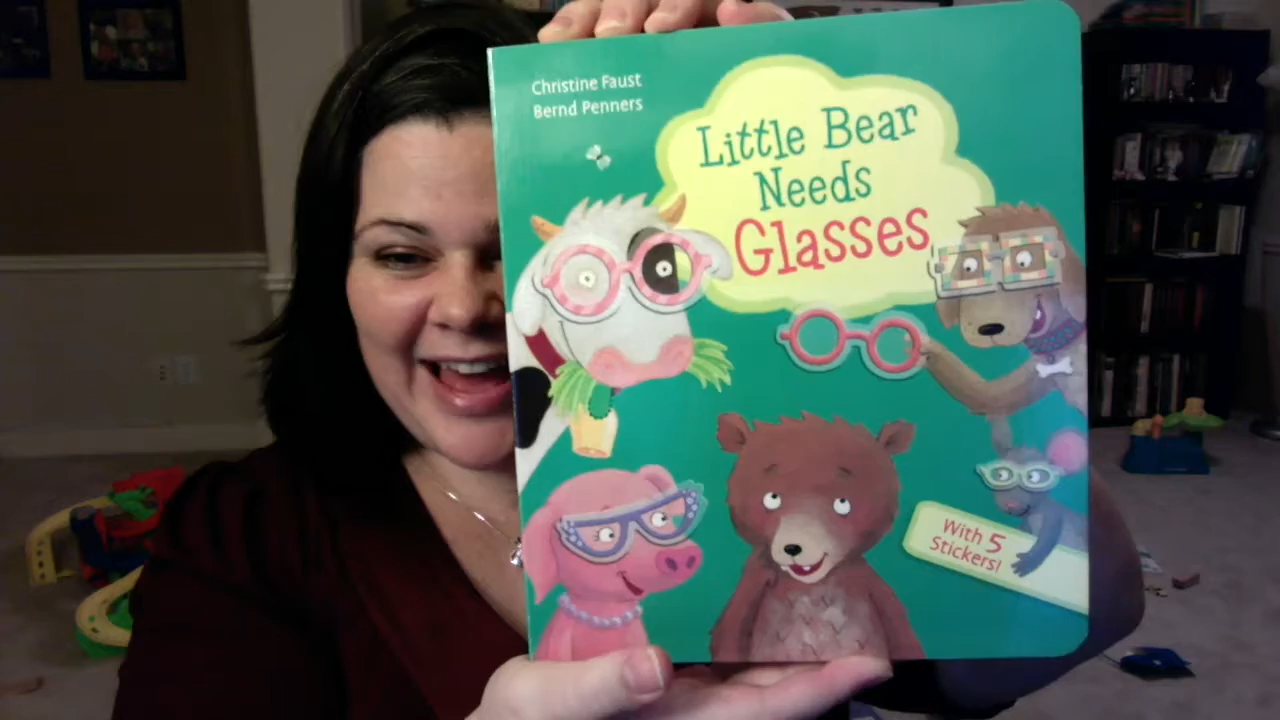 Christine Faust
Bernd Penners
Little Bear
Needs
Glasses
With 5
Stickers!